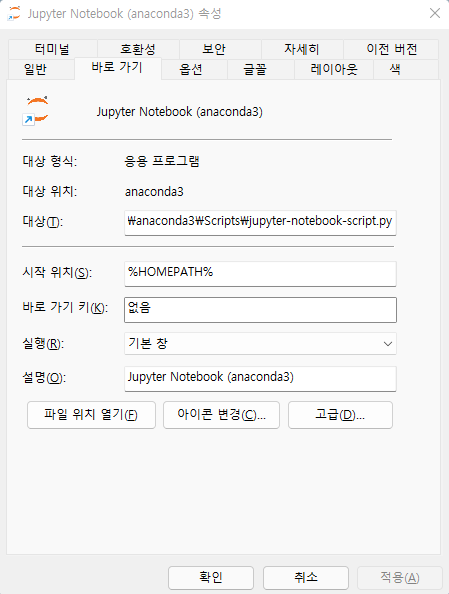 Jupyter Notebook (anaconda3) 속성
터미널 호환성 보안 자세히 이전 버전
일반 바로 가기 옵션 글꼴 레이아웃 색
Jupyter Notebook (anaconda3)
대상 형식: 응용 프로그램
대상 위치: anaconda3
대상(T): ₩anaconda3₩Scripts₩jupyter-notebook-script.py
시작 위치(S): %HOMEPATH%
바로 가기 키(K): 없음
실행(R): 기본 창
설명(O): Jupyter Notebook (anaconda3)
파일 위치 열기(F) 아이콘 변경(C)... 고급(D)...
확인 취소 적용(A)